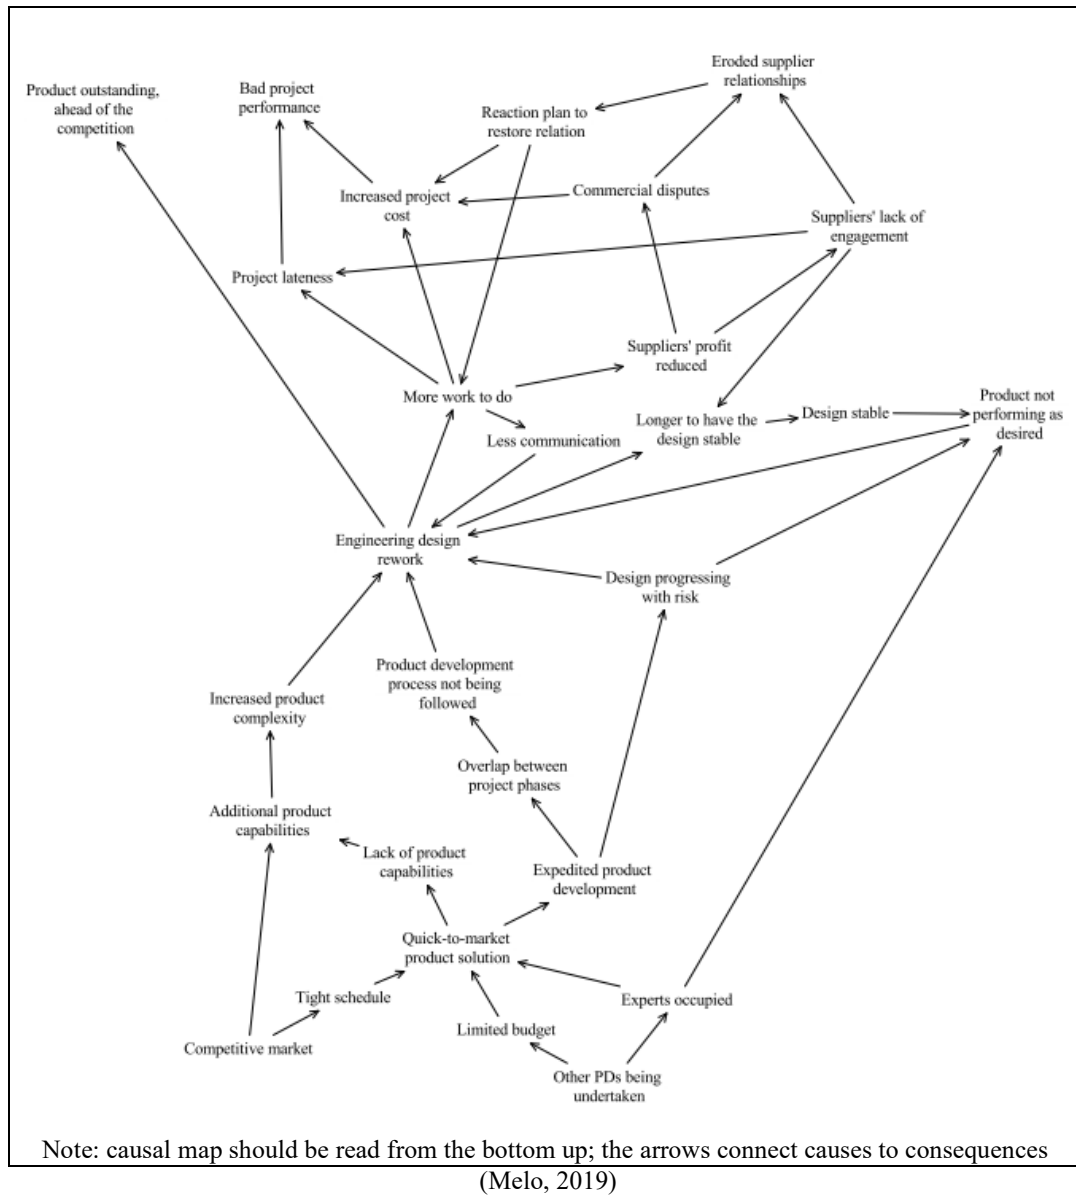 Eroded supplier
relationships
Product outstanding,
ahead of the
competition
Bad project
performance
Reaction plan to
restore relation
Increased project
cost
Commercial disputes
Suppliers' lack of
engagement
Project lateness
Suppliers' profit
reduced
More work to do
Less communication
Longer to have the
design stable
Design stable
Product not
performing as
desired
Engineering design
rework
Design progressing
with risk
Product development
process not being
followed
Increased product
complexity
Overlap between
project phases
Additional product
capabilities
Lack of product
capabilities
Expedited product
development
Quick-to-market
product solution
Tight schedule
Experts occupied
Limited budget
Competitive market
Other PDs being
undertaken
Note: causal map should be read from the bottom up; the arrows connect causes to consequences
(Melo, 2019)